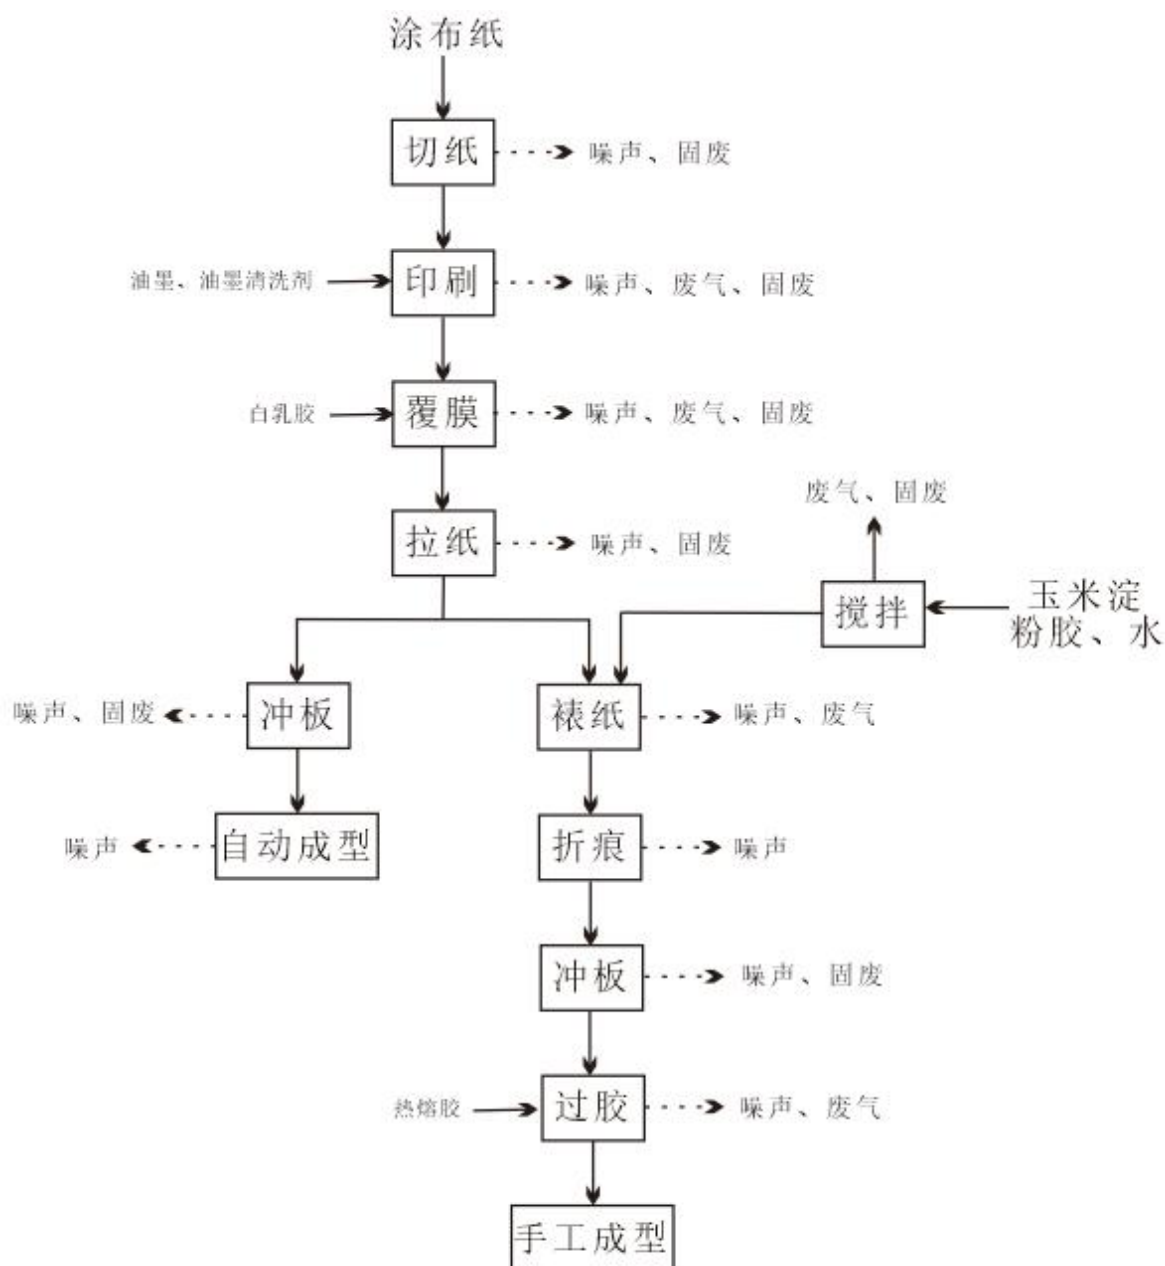 涂布纸
切纸
噪声、固废
油墨、油墨清洗剂
印刷
噪声、废气、固废
白乳胶
覆膜
噪声、废气、固废
废气、固废
拉纸
噪声、固废
搅拌
玉米淀
粉胶、水
噪声、固废
冲板
裱纸
噪声、废气
噪声
自动成型
折痕
噪声
冲板
噪声、固废
热熔胶
过胶
噪声、废气
手工成型